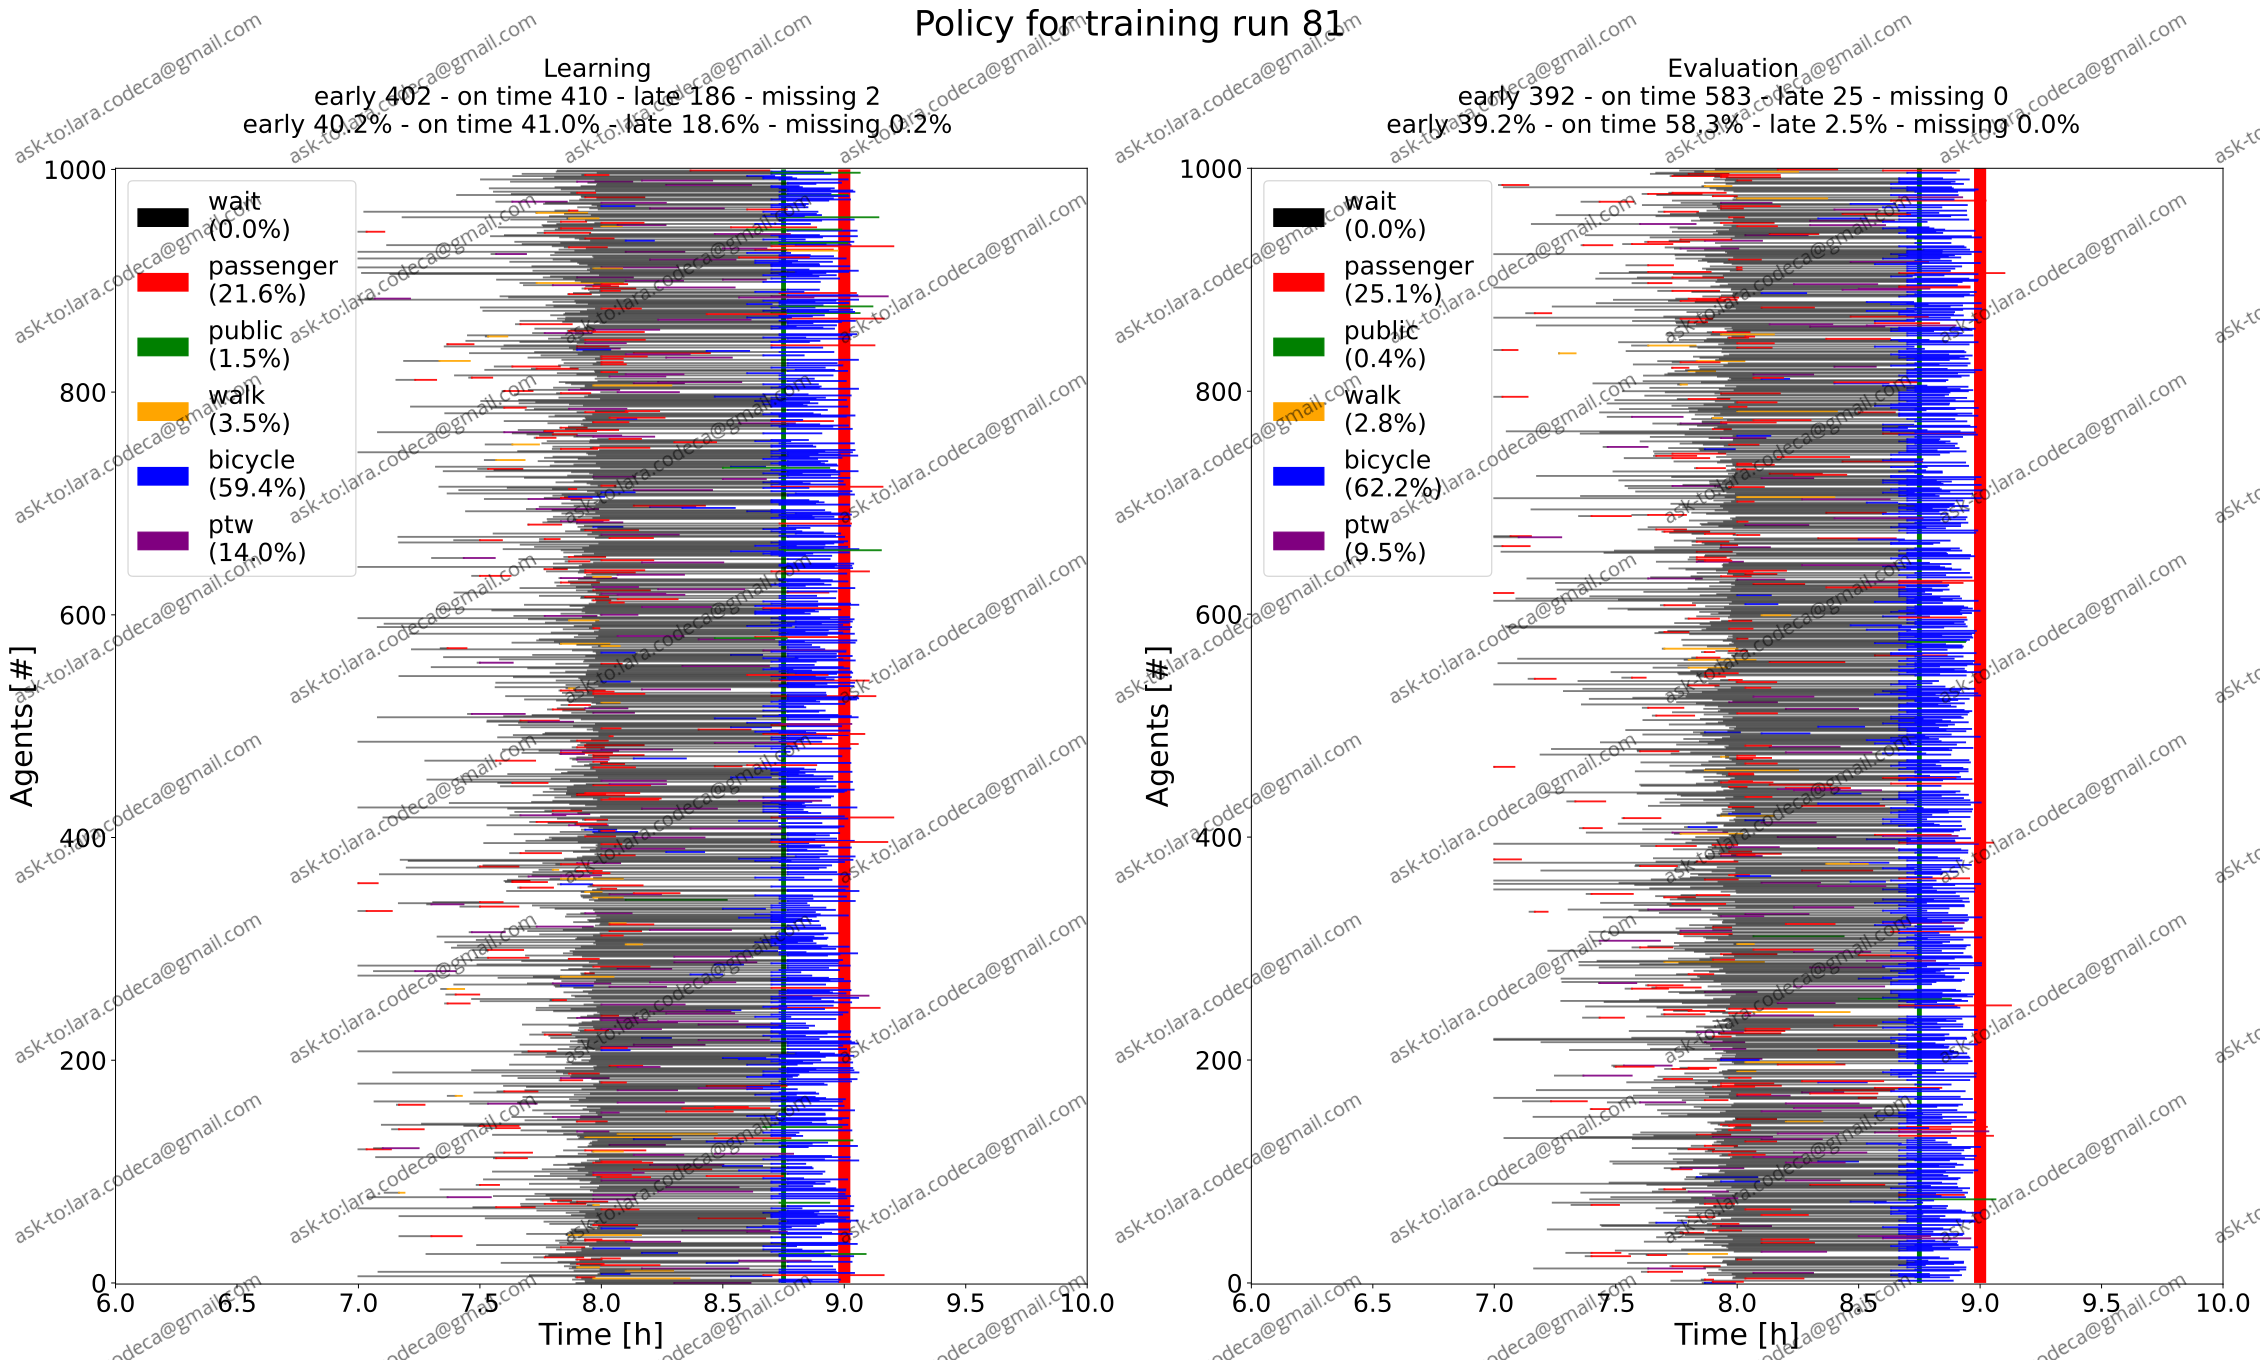 Policy for training run 81
Learning
early 402 - on time 410 - late 186 - missing 2
early 40.2% - on time 41.0% - late 18.6% - missing 0.2%
1000
800
600
400
200
0
Agents [#]
wait
(0.0%)
passenger
(21.6%)
public
(1.5%)
walk
(3.5%)
bicycle
(59.4%)
ptw
(14.0%)
6.0 6.5 7.0 7.5 8.0 8.5 9.0 9.5 10.0
Time [h]
Evaluation
early 392 - on time 583 - late 25 - missing 0
early 39.2% - on time 58.3% - late 2.5% - missing 0.0%
1000
800
600
400
200
0
Agents [#]
wait
(0.0%)
passenger
(25.1%)
public
(0.4%)
walk
(2.8%)
bicycle
(62.2%)
ptw
(9.5%)
6.0 6.5 7.0 7.5 8.0 8.5 9.0 9.5 10.0
Time [h]
ask-to:lara.codeca@gmail.com